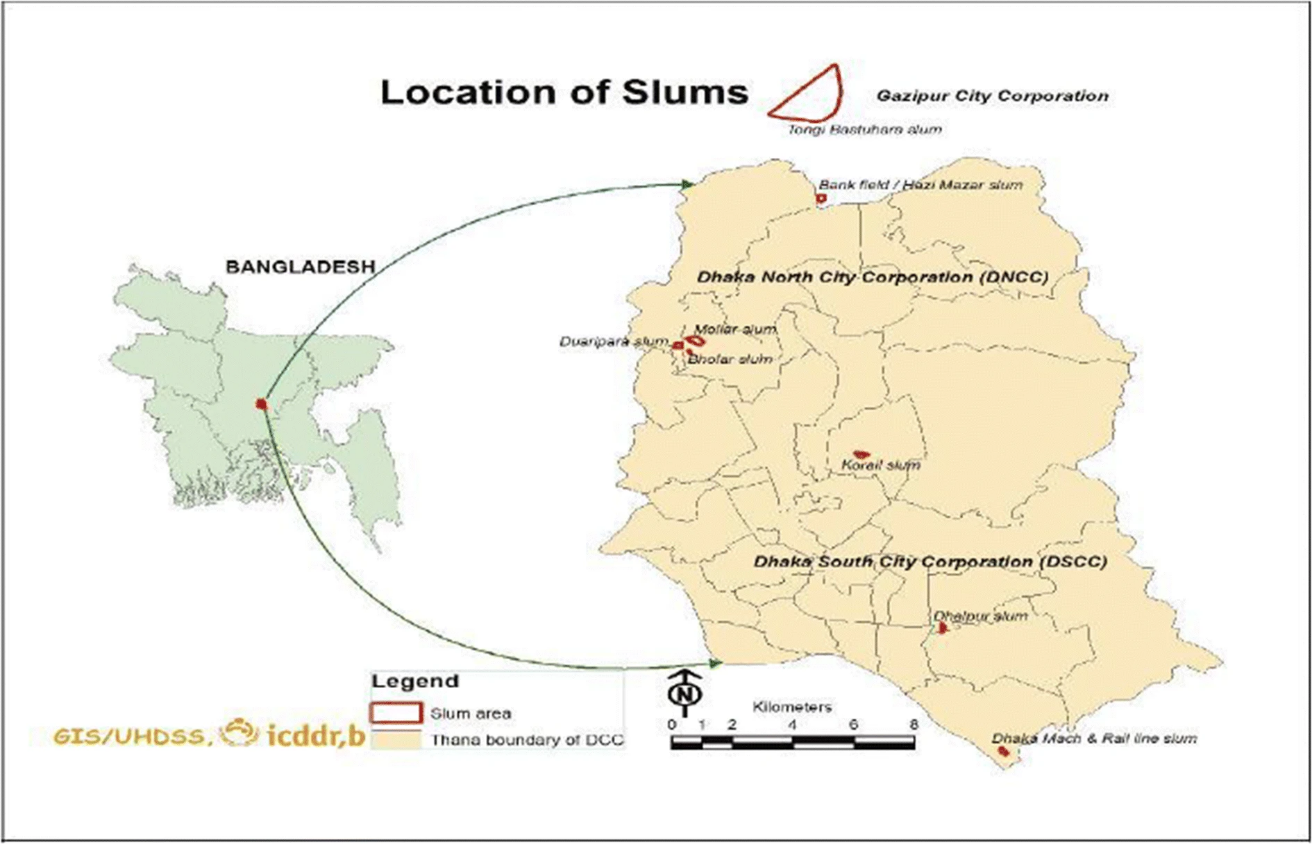 Location of Slums
Gazipur City Corporation
Tongi Bastuhara slum
Bank field / Hazi Mazar slum
BANGLADESH
Dhaka North City Corporation (DNCC)
Mollar slum
Duaripara slum
Bholar slum
Korail slum
Dhaka South City Corporation (DSCC)
Dhalpur slum
Legend
Slum area
Thana boundary of DCC
GIS/UHDSS, icddr,b
N
Kilometers
0 1 2 4 6 8
Dhaka Mach & Rail line slum